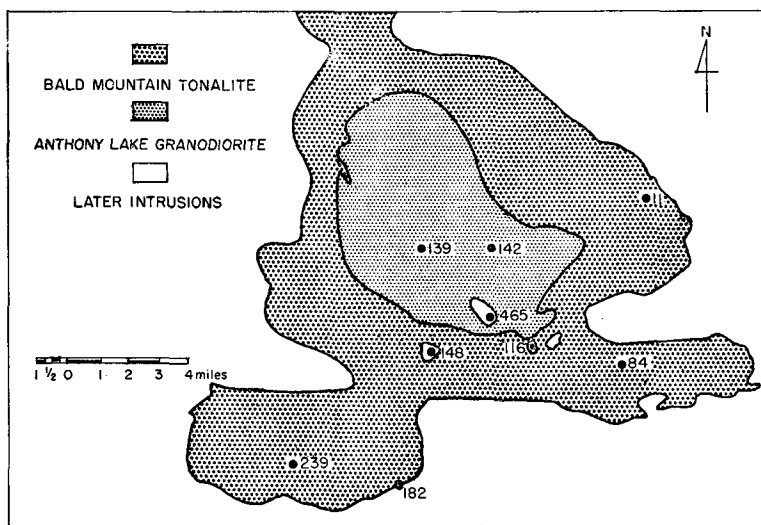 BALD MOUNTAIN TONALITE
ANTHONY LAKE GRANODIORITE
LATER INTRUSIONS
N
139
142
465
148
116
84
1 ½ 0 1 2 3 4 miles
239
182